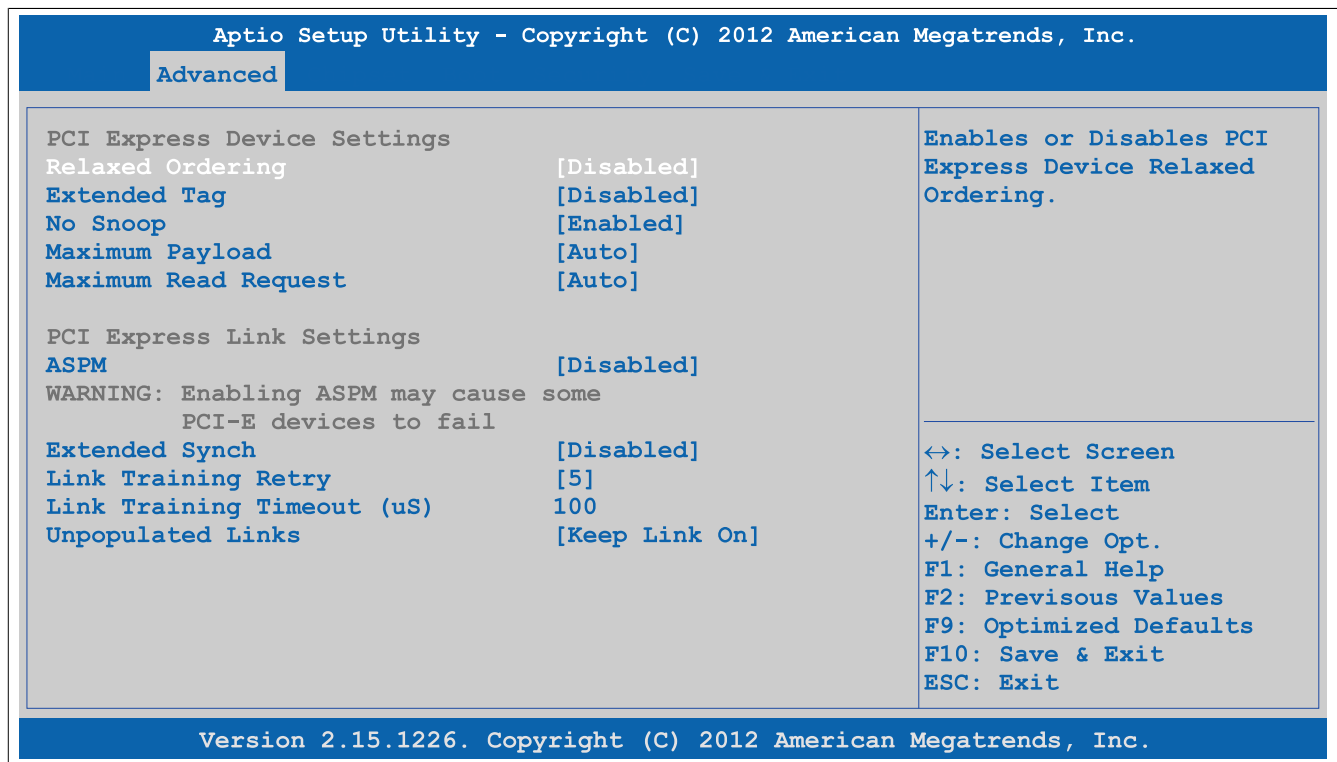 Aptio Setup Utility - Copyright (C) 2012 American Megatrends, Inc.
Advanced
PCI Express Device Settings
Relaxed Ordering [Disabled]
Extended Tag [Disabled]
No Snoop [Enabled]
Maximum Payload [Auto]
Maximum Read Request [Auto]
PCI Express Link Settings
ASPM [Disabled]
WARNING: Enabling ASPM may cause some
PCI-E devices to fail
Extended Synch [Disabled]
Link Training Retry [5]
Link Training Timeout (uS) 100
Unpopulated Links [Keep Link On]
Enables or Disables PCI
Express Device Relaxed
Ordering.
↔: Select Screen
↑↓: Select Item
Enter: Select
+/-: Change Opt.
F1: General Help
F2: Previsous Values
F9: Optimized Defaults
F10: Save & Exit
ESC: Exit
Version 2.15.1226. Copyright (C) 2012 American Megatrends, Inc.